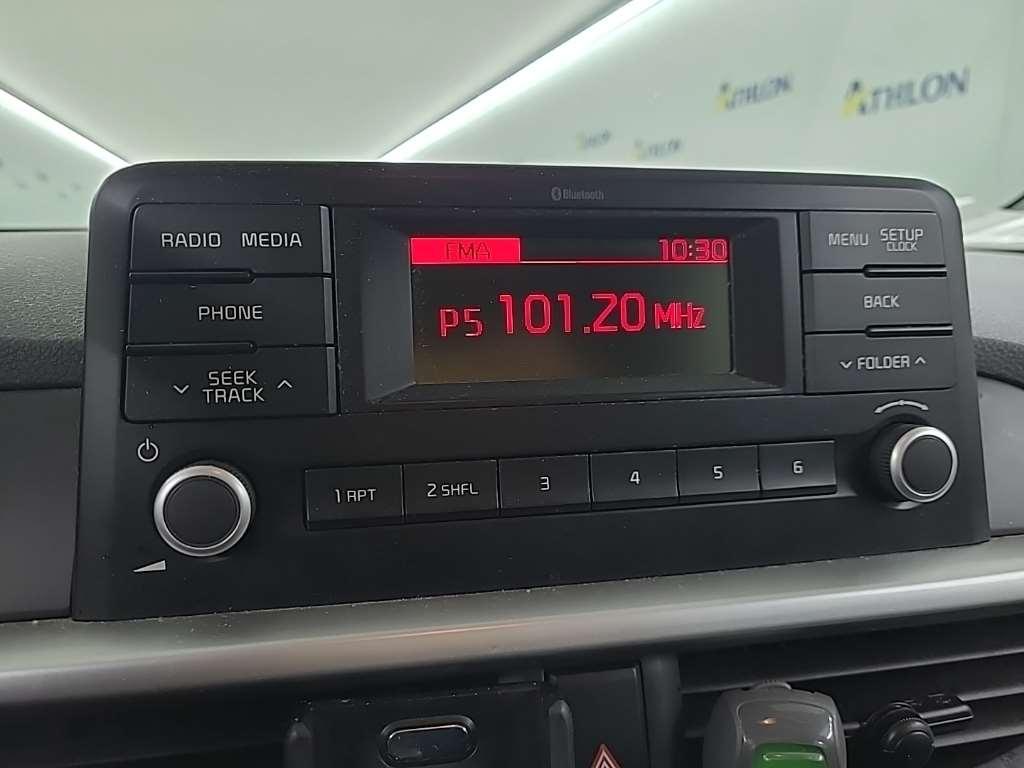 ATHLON
ATHLON
Bluetooth
RADIO MEDIA
FMA 10:30
MENU SETUP
CLOCK
PHONE
P5 101.20 MHz
BACK
SEEK
TRACK
FOLDER
1 RPT
2 SHFL
3
4
5
6